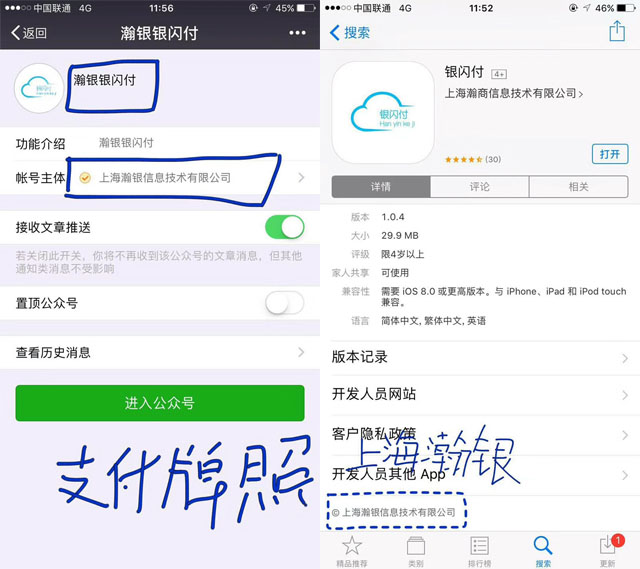 中国联通 4G 11:56 45%
返回 瀚银银闪付
瀚银银闪付
功能介绍 瀚银银闪付
帐号主体 上海瀚银信息技术有限公司
接收文章推送
若关闭此开关，你将不再收到该公众号的文章消息，但其他
通知类消息不受影响
置顶公众号
查看历史消息
进入公众号
支付牌照
中国联通 4G 11:52 46%
搜索
银闪付
Han yin ke ji
银闪付 4+
上海瀚商信息技术有限公司
(30)
打开
详情 评论 相关
版本 1.0.4
大小 29.9 MB
评级 限4岁以上
家人共享 可使用
兼容性 需要 iOS 8.0 或更高版本。与 iPhone、iPad 和 iPod touch
兼容。
语言 简体中文, 繁体中文, 英语
版本记录
开发人员网站
客户隐私政策
上海瀚银
开发人员其他 App
© 上海瀚银信息技术有限公司
精品推荐 类别 排行榜 搜索 更新
1